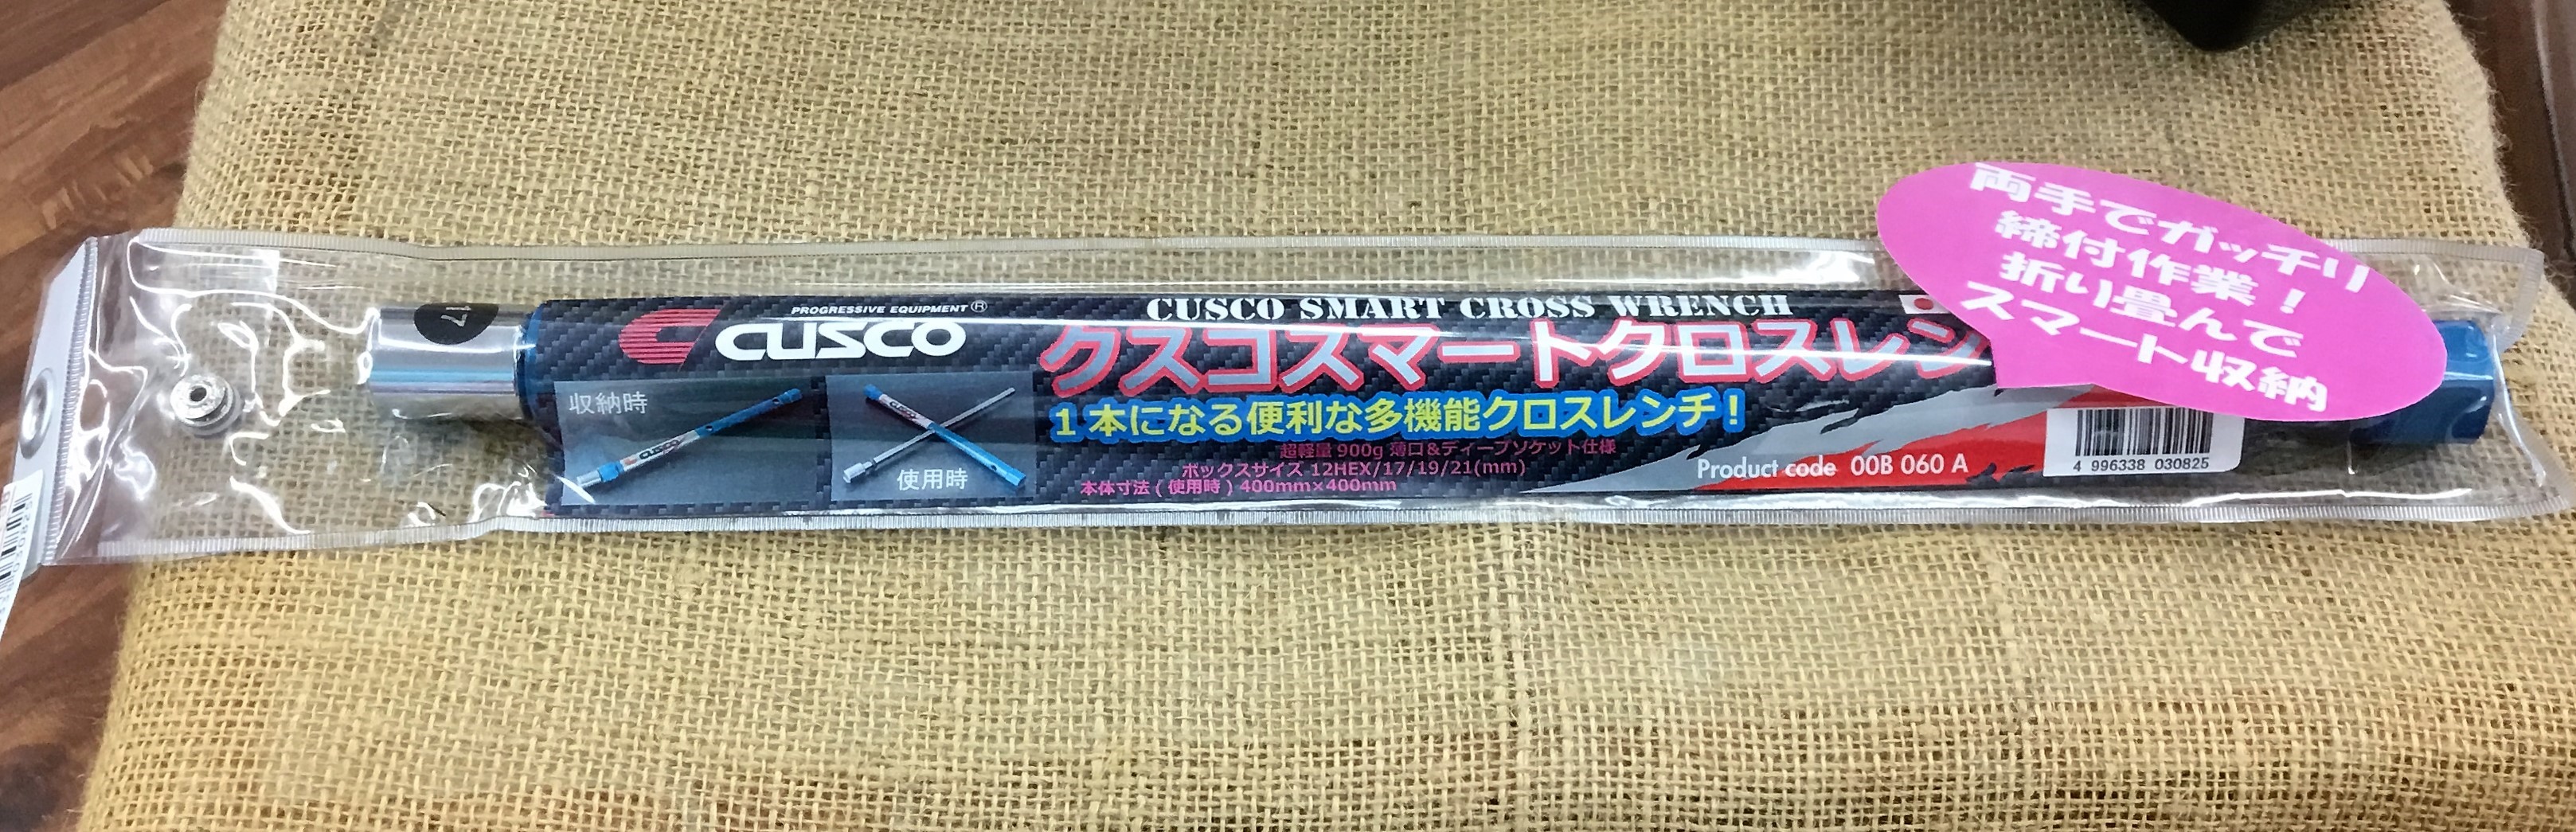 17
PROGRESSIVE EQUIPMENT®
CUSCO
収納時
CUSCO
CUSCO
使用時
CUSCO SMART CROSS WRENCH
クスコスマートクロスレン
1本になる便利な多機能クロスレンチ!
超軽量 900g 薄口&ディープソケット仕様
ボックスサイズ 12HEX/17/19/21(mm)
本体寸法(使用時)400mm×400mm
Product code 00B 060 A
4 996338 030825
両手でガッチリ
締付作業!
折り畳んで
スマート収納